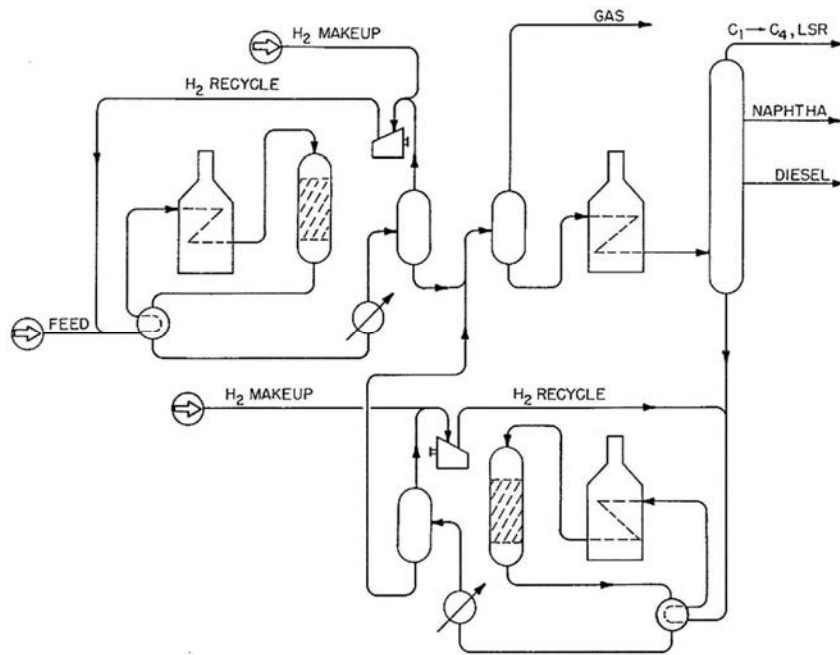 GAS
C₁→C₄, LSR
H₂ MAKEUP
H₂ RECYCLE
NAPHTHA
DIESEL
FEED
H₂ MAKEUP
H₂ RECYCLE